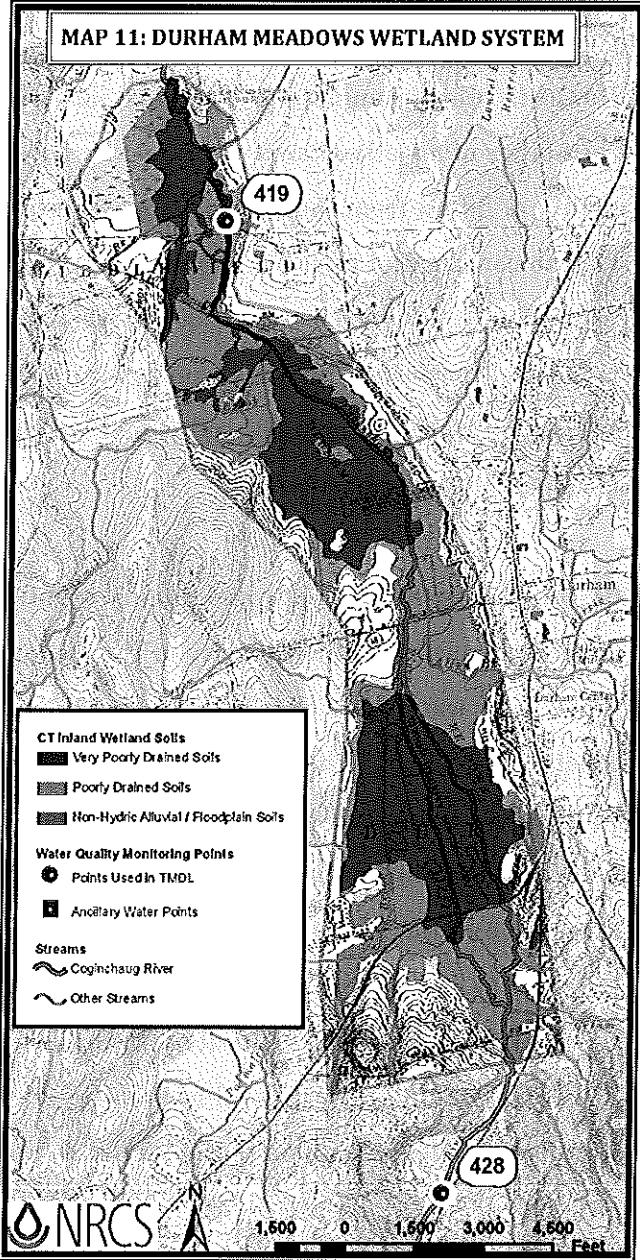 MAP 11: DURHAM MEADOWS WETLAND SYSTEM
419
Durham
CT Inland Wetland Soils
Very Poorly Drained Soils
Poorly Drained Soils
Non-Hydric Alluvial / Floodplain Soils
Water Quality Monitoring Points
Points Used in TMDL
Ancillary Water Points
Streams
Coginchaug River
Other Streams
A
428
NRCS
N
1,500 0 1,500 3,000 4,500
Feet